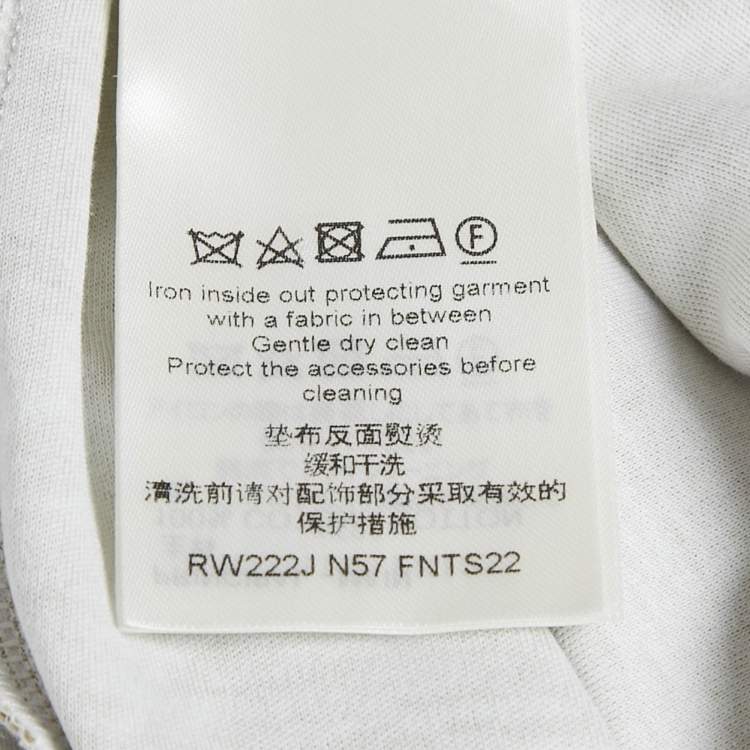 F
Iron inside out protecting garment
with a fabric in between
Gentle dry clean
Protect the accessories before
cleaning
垫布反面熨烫
缓和干洗
清洗前请对配饰部分采取有效的
保护措施
RW222J N57 FNTS22